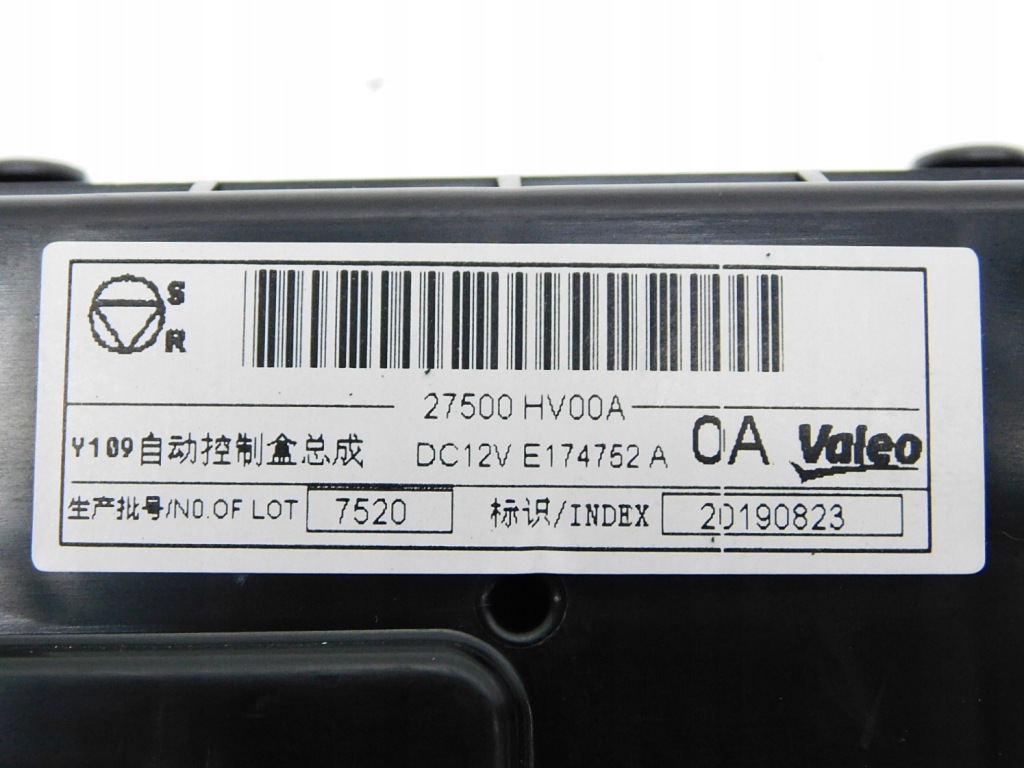 S
R
27500 HV00A
Y109自动控制盒总成 DC12V E174752 A 0A Valeo
生产批号/NO.OF LOT 7520 标识/INDEX 20190823